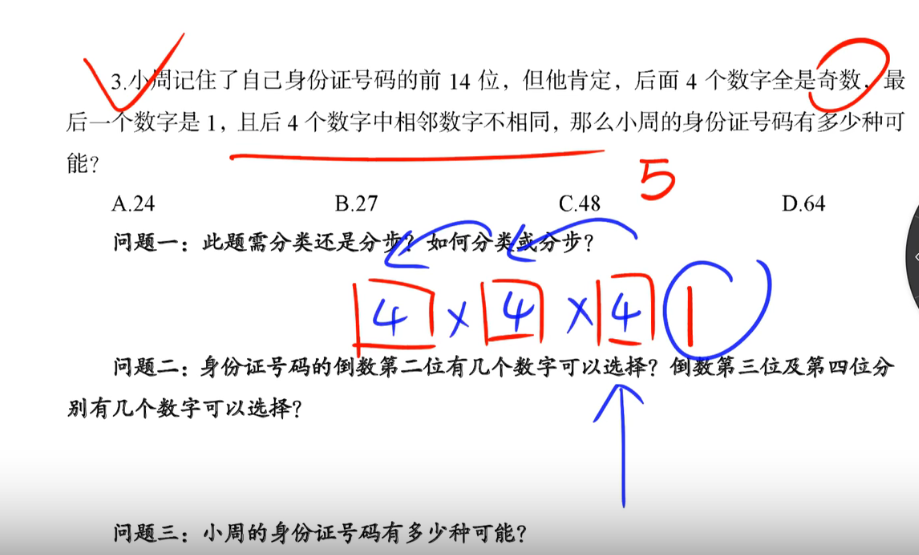 3.小周记住了自己身份证号码的前 14 位，但他肯定，后面 4 个数字全是奇数，最
后一个数字是 1，且后 4 个数字中相邻数字不相同，那么小周的身份证号码有多少种可
能？
5
A.24 B.27 C.48 D.64
问题一：此题需分类还是分步？如何分类或分步？
4 × 4 × 4 1
问题二：身份证号码的倒数第二位有几个数字可以选择？倒数第三位及第四位分
别有几个数字可以选择？
问题三：小周的身份证号码有多少种可能？